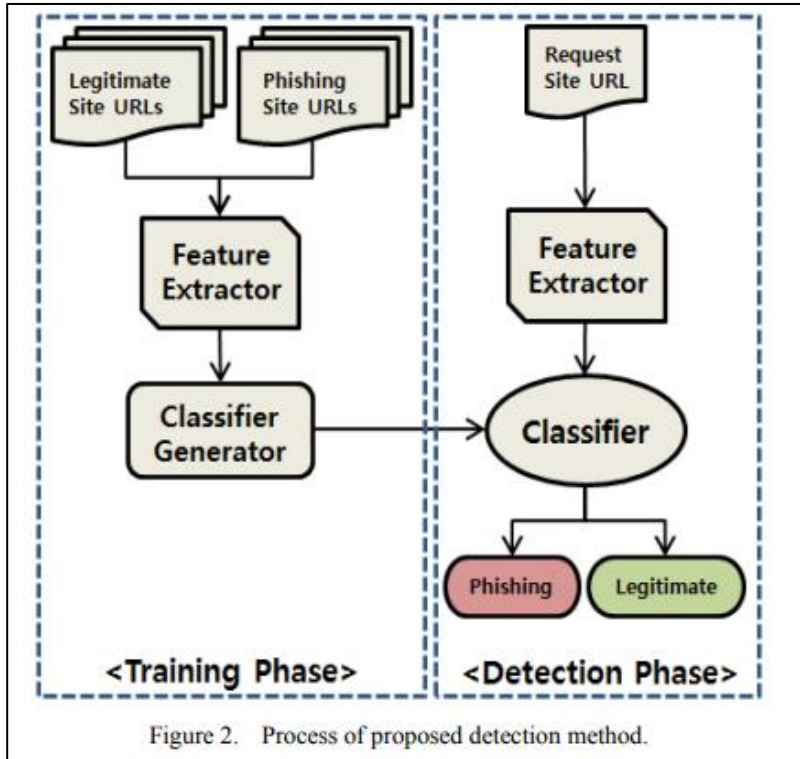 Legitimate
Site URLs
Phishing
Site URLs
Feature
Extractor
Classifier
Generator
<Training Phase>
Request
Site URL
Feature
Extractor
Classifier
Phishing
Legitimate
<Detection Phase>
Figure 2. Process of proposed detection method.